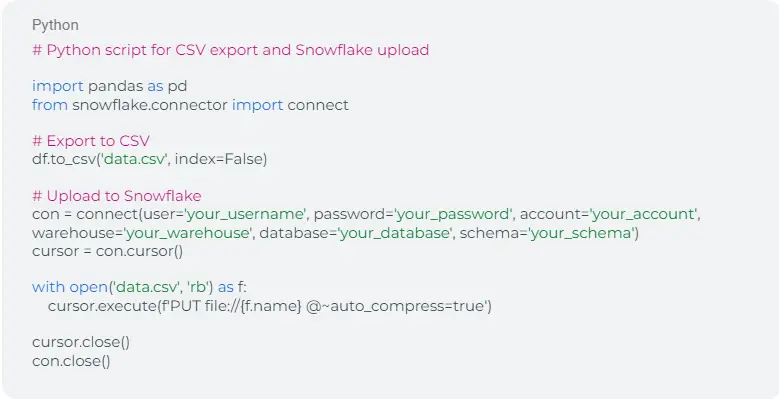 Python
# Python script for CSV export and Snowflake upload
import pandas as pd
from snowflake.connector import connect
# Export to CSV
df.to_csv('data.csv', index=False)
# Upload to Snowflake
con = connect(user='your_username', password='your_password', account='your_account',
warehouse='your_warehouse', database='your_database', schema='your_schema')
cursor = con.cursor()
with open('data.csv', 'rb') as f:
    cursor.execute(f'PUT file://{f.name} @~auto_compress=true')
cursor.close()
con.close()